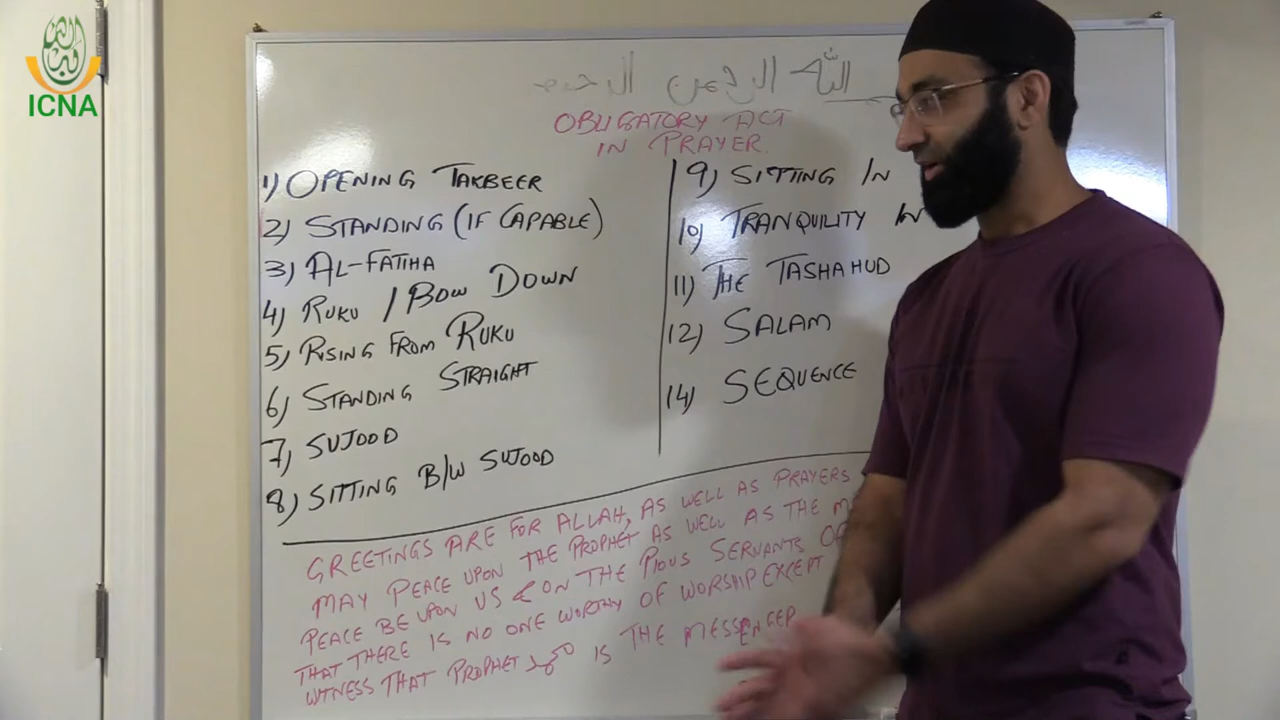 ICNA
الله الرحمن الرحيم
OBLIGATORY ACT
IN PRAYER.
1) OPENING TAKBEER
2) STANDING (IF CAPABLE)
3) AL-FATIHA
4) RUKU / BOW DOWN
5) RISING FROM RUKU
6) STANDING STRAIGHT
7) SUJOOD
8) SITTING B/W SUJOOD
9) SITTING IN
10) TRANQUILITY IN
11) THE TASHAHUD
12) SALAM
14) SEQUENCE
GREETINGS ARE FOR ALLAH, AS WELL AS PRAYERS
MAY PEACE UPON THE PROPHET AS WELL AS THE
PEACE BE UPON US & ON THE PIOUS SERVANTS
THAT THERE IS NO ONE WORTHY OF WORSHIP EXCEPT
WITNESS THAT PROPHET IS THE MESSENGER